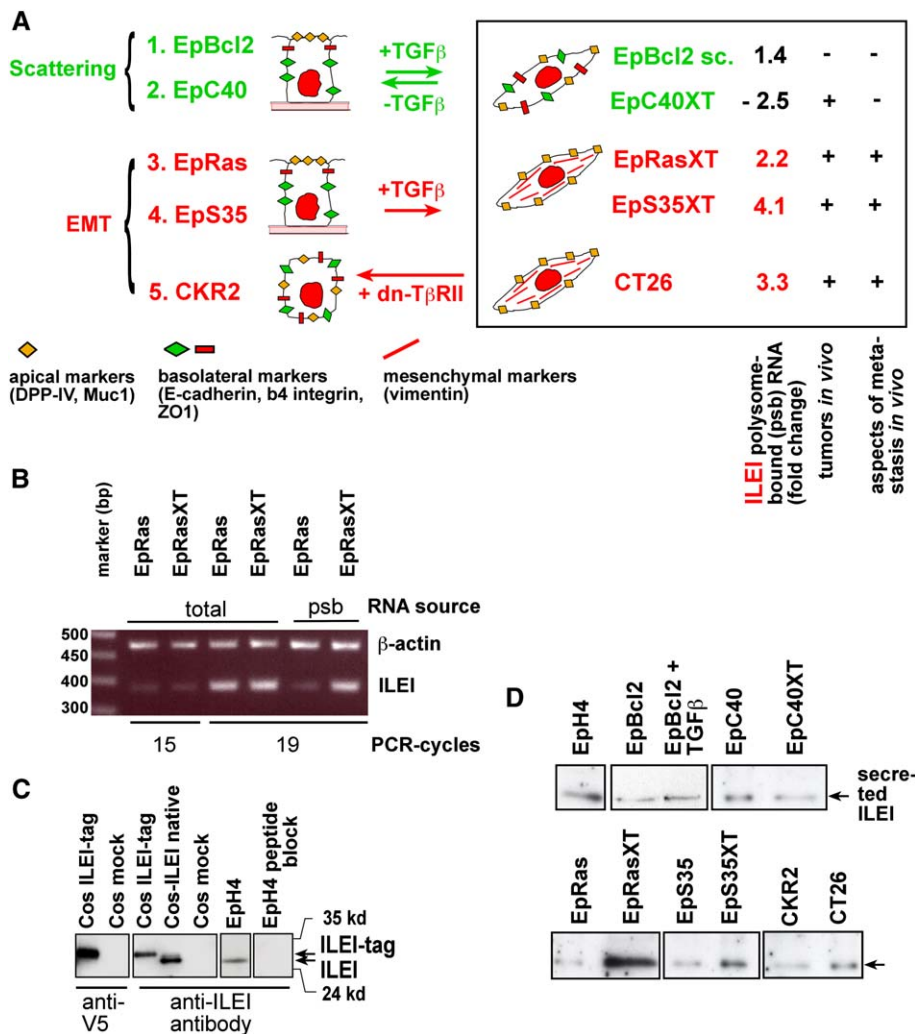 A
Scattering
1. EpBcl2
2. EpC40
+TGFβ
-TGFβ
EpBcl2 sc. 1.4 - -
EpC40XT - 2.5 + -
EMT
3. EpRas
4. EpS35
+TGFβ
EpRasXT 2.2 + +
EpS35XT 4.1 + +
5. CKR2
+ dn-TβRII
CT26 3.3 + +
apical markers
(DPP-IV, Muc1)
basolateral markers
(E-cadherin, b4 integrin,
ZO1)
mesenchymal markers
(vimentin)
ILEI polysome-
bound (psb) RNA
(fold change)
tumors in vivo
aspects of meta-
stasis in vivo
B
marker (bp)
EpRas
EpRasXT
EpRas
EpRasXT
EpRas
EpRasXT
total psb RNA source
500
450
400
300
β-actin
ILEI
15 19 PCR-cycles
C
Cos ILEI-tag
Cos mock
Cos ILEI-tag
Cos-ILEI native
Cos mock
EpH4
EpH4 peptide
block
35 kd
ILEI-tag
ILEI
24 kd
anti-
V5
anti-ILEI
antibody
D
EpH4
EpBcl2
EpBcl2 +
TGFβ
EpC40
EpC40XT
secre-
ted
ILEI
EpRas
EpRasXT
EpS35
EpS35XT
CKR2
CT26